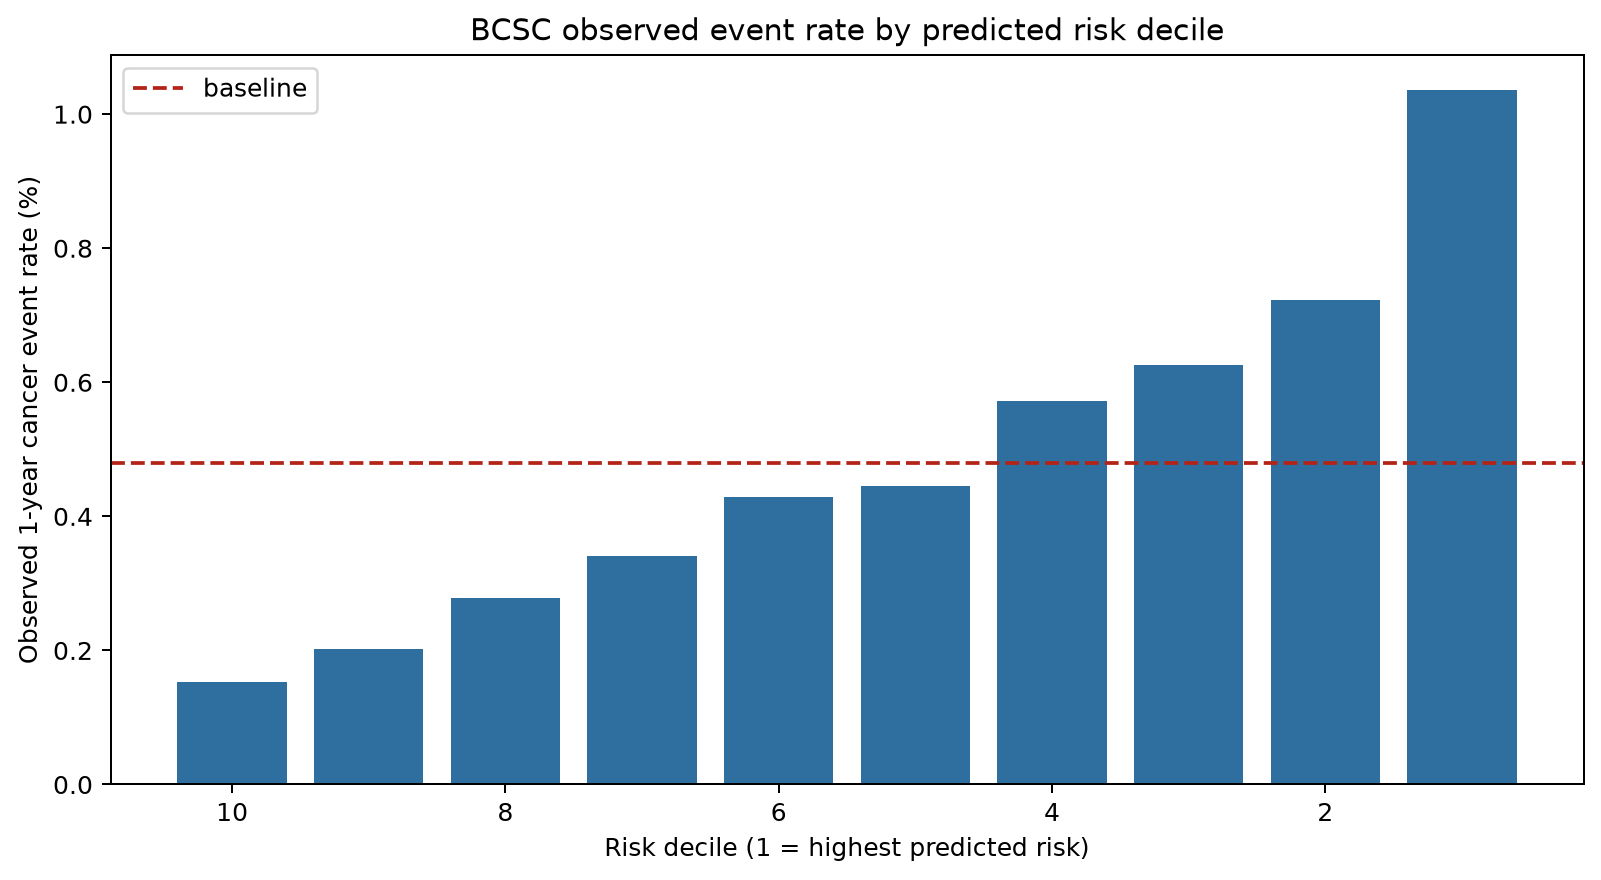 BCSC observed event rate by predicted risk decile
baseline
Observed 1-year cancer event rate (%)
1.0
0.8
0.6
0.4
0.2
0.0
10 8 6 4 2
Risk decile (1 = highest predicted risk)